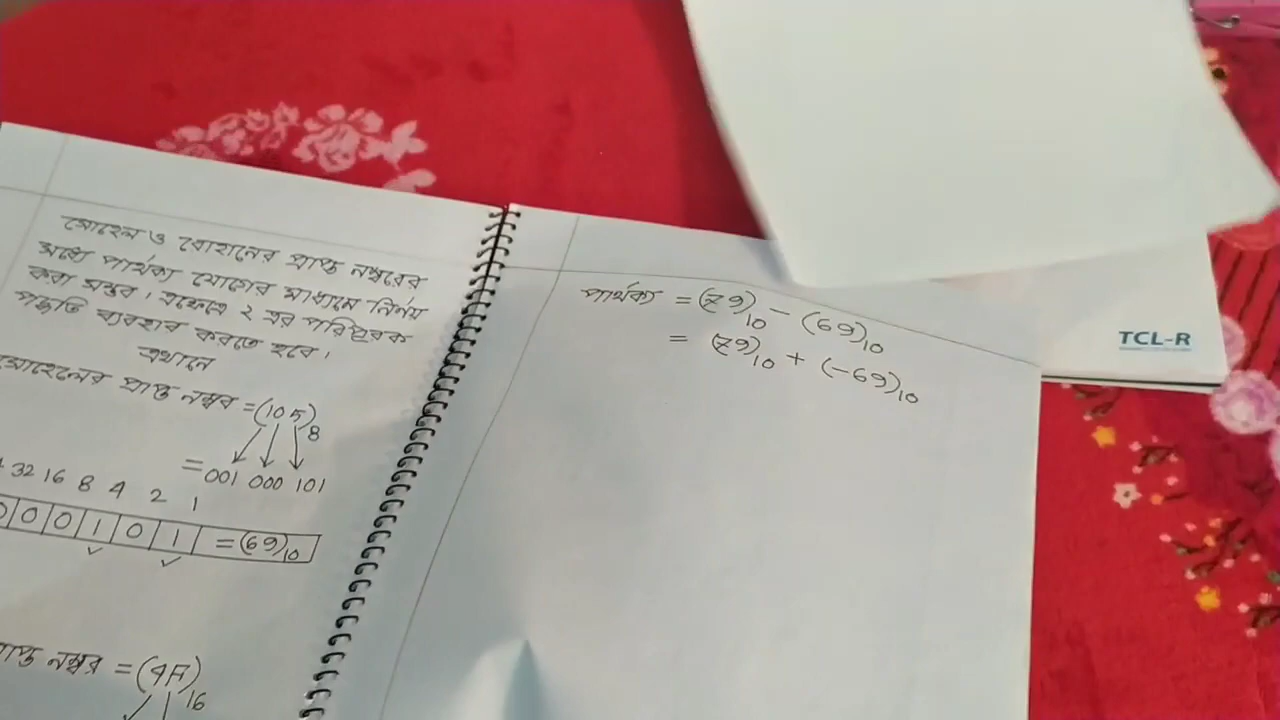 সোহেল ও রোহানের প্রাপ্ত নম্বরের
মধ্যে পার্থক্য যোগের মাধ্যমে নির্ণয়
করা সম্ভব। এক্ষেত্রে ২ এর পরিপূরক
পদ্ধতি ব্যবহার করতে হবে।
এখানে
সোহেলের প্রাপ্ত নম্বর = (105)8
= 001 000 101
32 16 8 4 2 1
0 0 0 1 0 1 = (69)10
প্রাপ্ত নম্বর = (4F)16
পার্থক্য = (79)10 - (69)10
= (79)10 + (-69)10
TCL-R